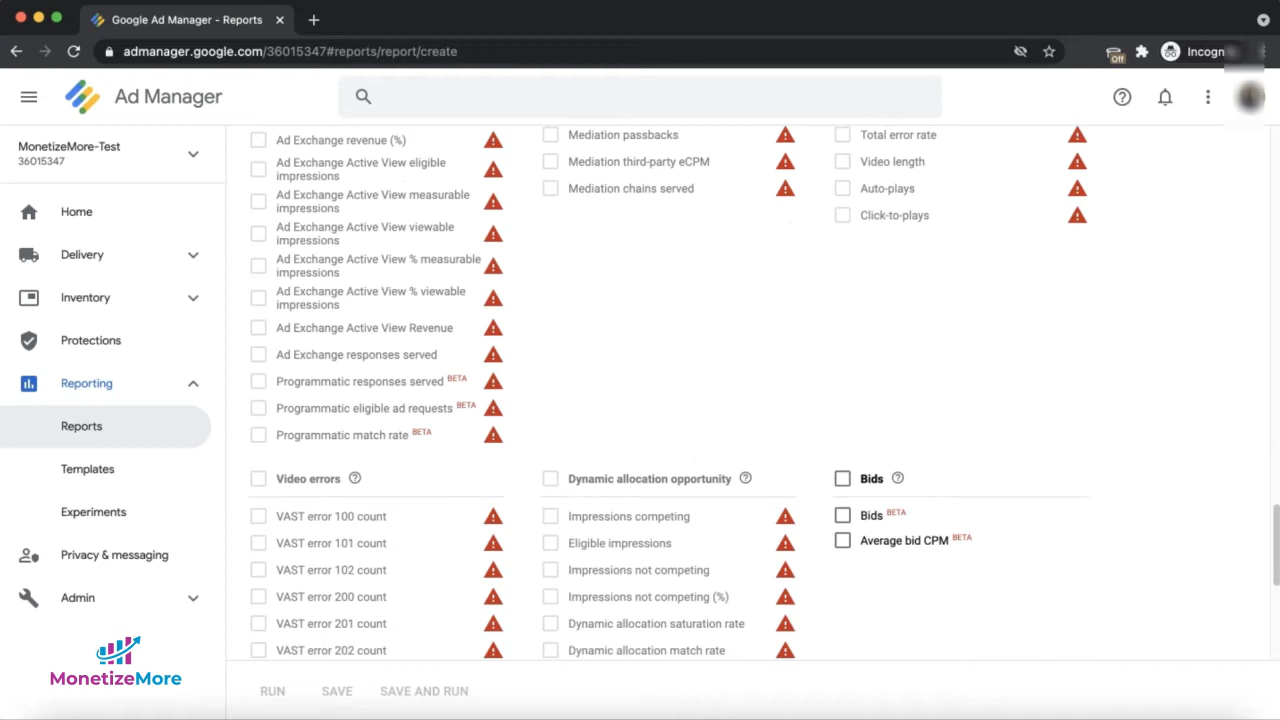 Google Ad Manager - Reports
admanager.google.com/36015347#reports/report/create
Off
Incogn
Ad Manager
MonetizeMore-Test
36015347
Home
Delivery
Inventory
Protections
Reporting
Reports
Templates
Experiments
Privacy & messaging
Admin
MonetizeMore
Ad Exchange revenue (%)
Ad Exchange Active View eligible
impressions
Ad Exchange Active View measurable
impressions
Ad Exchange Active View viewable
impressions
Ad Exchange Active View % measurable
impressions
Ad Exchange Active View % viewable
impressions
Ad Exchange Active View Revenue
Ad Exchange responses served
Programmatic responses served BETA
Programmatic eligible ad requests BETA
Programmatic match rate BETA
Mediation passbacks
Mediation third-party eCPM
Mediation chains served
Total error rate
Video length
Auto-plays
Click-to-plays
Video errors
VAST error 100 count
VAST error 101 count
VAST error 102 count
VAST error 200 count
VAST error 201 count
VAST error 202 count
Dynamic allocation opportunity
Impressions competing
Eligible impressions
Impressions not competing
Impressions not competing (%)
Dynamic allocation saturation rate
Dynamic allocation match rate
Bids
Bids BETA
Average bid CPM BETA
RUN
SAVE
SAVE AND RUN